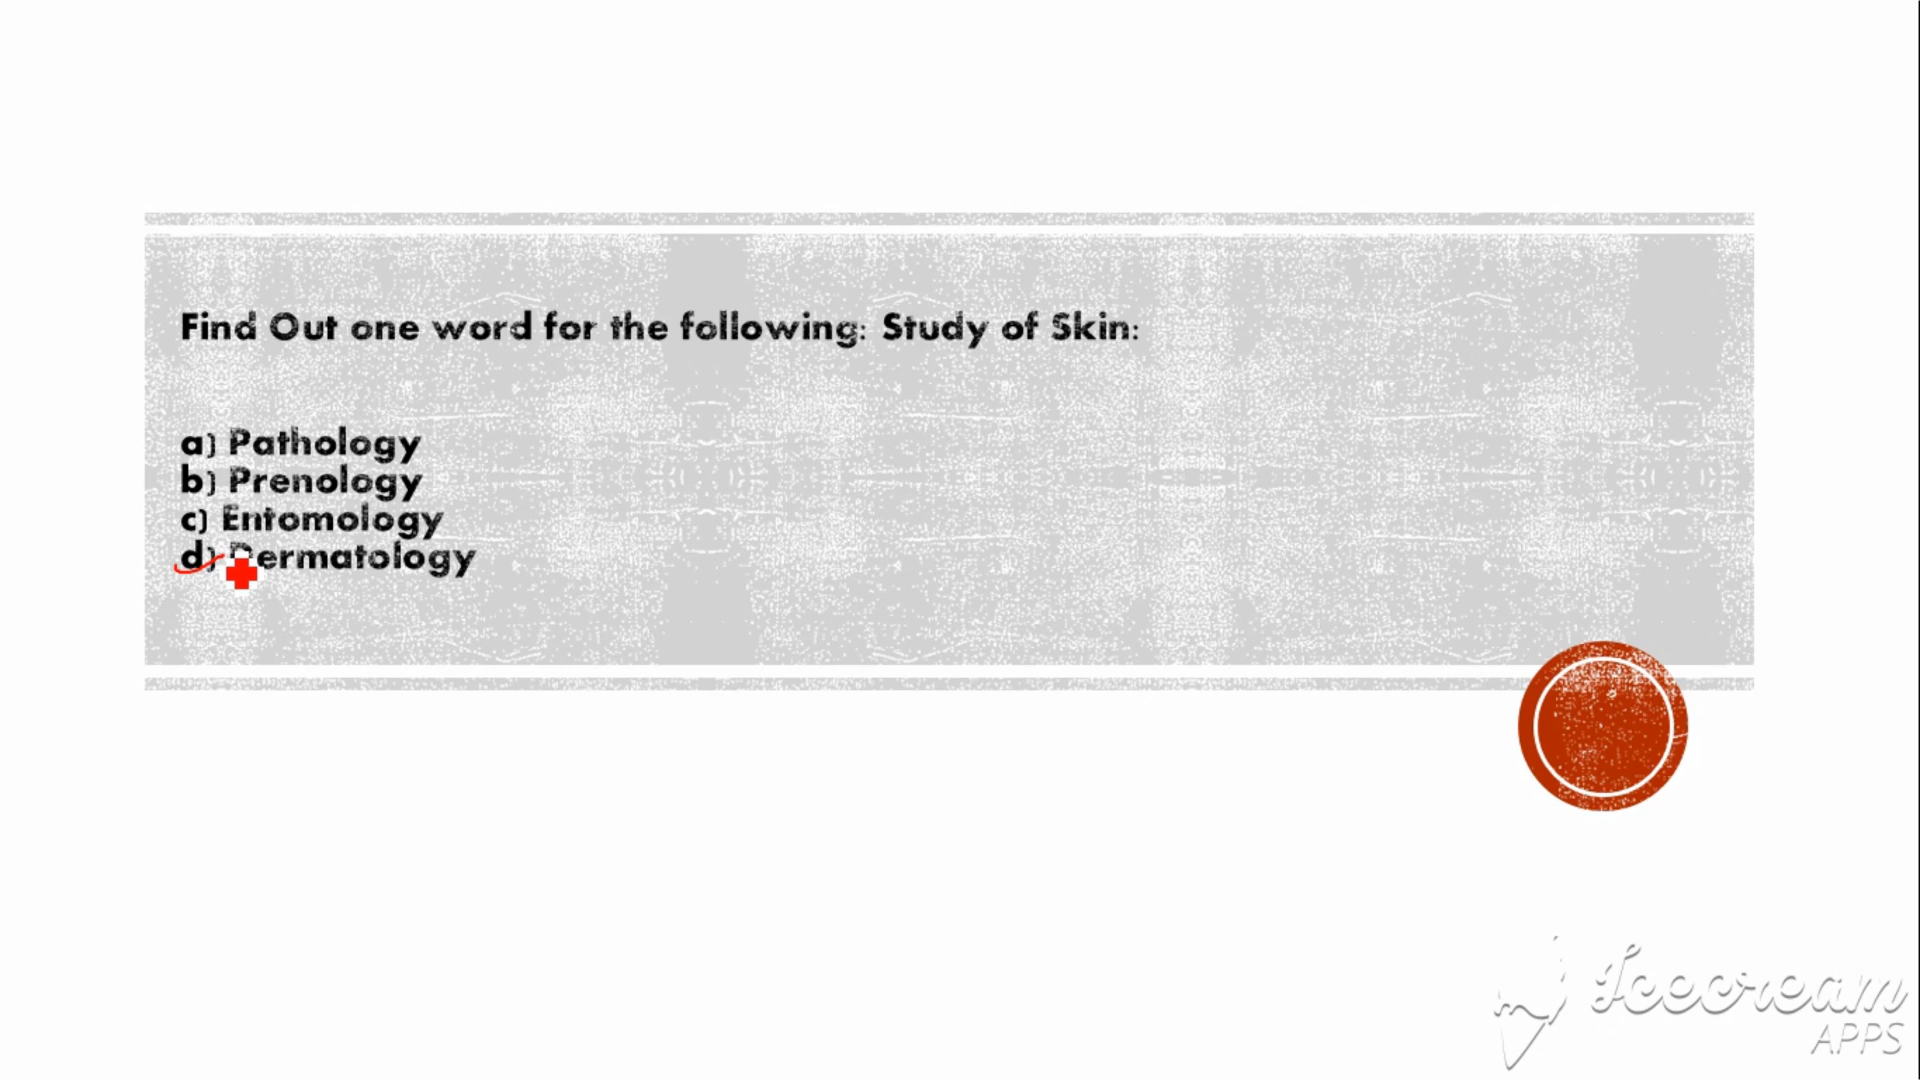 Find Out one word for the following: Study of Skin:
a) Pathology
b) Prenology
c) Entomology
d) Dermatology
Icecream
APPS